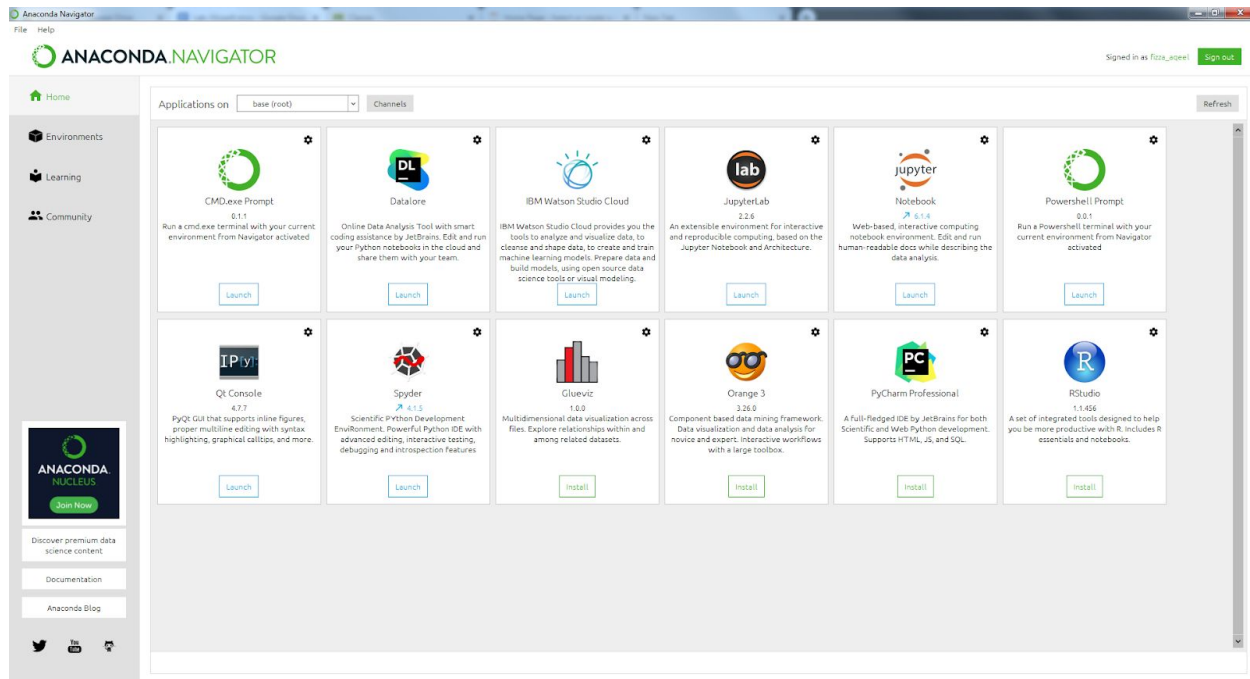 Anaconda Navigator
File Help
ANACONDA.NAVIGATOR
Signed in as fizza_aqeel Sign out
Home
Environments
Learning
Community
Applications on base (root) Channels Refresh
CMD.exe Prompt
0.1.1
Run a cmd.exe terminal with your current
environment from Navigator activated
Launch
DL
Datalore
Online Data Analysis Tool with smart
coding assistance by JetBrains. Edit and run
your Python notebooks in the cloud and
share them with your team.
Launch
IBM Watson Studio Cloud
IBM Watson Studio Cloud provides you the
tools to analyze and visualize data, to
cleanse and shape data, to create and train
machine learning models. Prepare data and
build models, using open source data
science tools or visual modeling.
Launch
lab
JupyterLab
2.2.6
An extensible environment for interactive
and reproducible computing, based on the
Jupyter Notebook and Architecture.
Launch
jupyter
Notebook
6.1.4
Web-based, interactive computing
notebook environment. Edit and run
human-readable docs while describing the
data analysis.
Launch
Powershell Prompt
0.0.1
Run a Powershell terminal with your
current environment from Navigator
activated
Launch
IP[y]:
Qt Console
4.7.7
PyQt GUI that supports inline figures,
proper multiline editing with syntax
highlighting, graphical calltips, and more.
Launch
Spyder
4.1.5
Scientific PYthon Development
EnviRonment. Powerful Python IDE with
advanced editing, interactive testing,
debugging and introspection features
Launch
Glueviz
1.0.0
Multidimensional data visualization across
files. Explore relationships within and
among related datasets.
Install
Orange 3
3.26.0
Component based data mining framework.
Data visualization and data analysis for
novice and expert. Interactive workflows
with a large toolbox.
Install
PC
PyCharm Professional
A full-fledged IDE by JetBrains for both
Scientific and Web Python development.
Supports HTML, JS, and SQL.
Install
R
RStudio
1.1.456
A set of integrated tools designed to help
you be more productive with R. Includes R
essentials and notebooks.
Install
ANACONDA.
NUCLEUS
Join Now
Discover premium data
science content
Documentation
Anaconda Blog
You
Tube